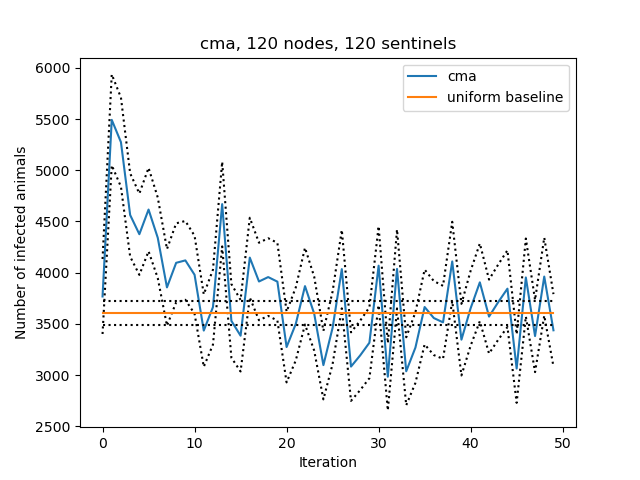 cma, 120 nodes, 120 sentinels
cma
uniform baseline
Number of infected animals
6000
5500
5000
4500
4000
3500
3000
2500
0 10 20 30 40 50
Iteration